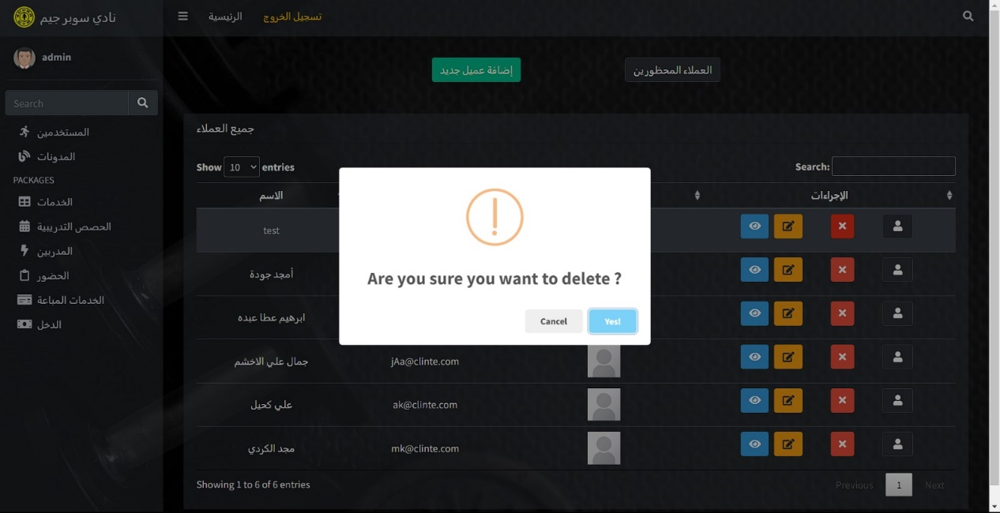 نادي سوبر جيم
الرئيسية
تسجيل الخروج
admin
Search
المستخدمين
المدونات
PACKAGES
الخدمات
الحصص التدريبية
المدربين
الحضور
الخدمات المباعة
الدخل
إضافة عميل جديد
العملاء المحظورين
جميع العملاء
Show 10 entries
Search:
الاسم
الإجراءات
test
أمجد جودة
ابرهيم عطا عبده
Are you sure you want to delete ?
Cancel
Yes!
جمال علي الاخشم
jAa@clinte.com
علي كحيل
ak@clinte.com
مجد الكردي
mk@clinte.com
Showing 1 to 6 of 6 entries
Previous
1
Next